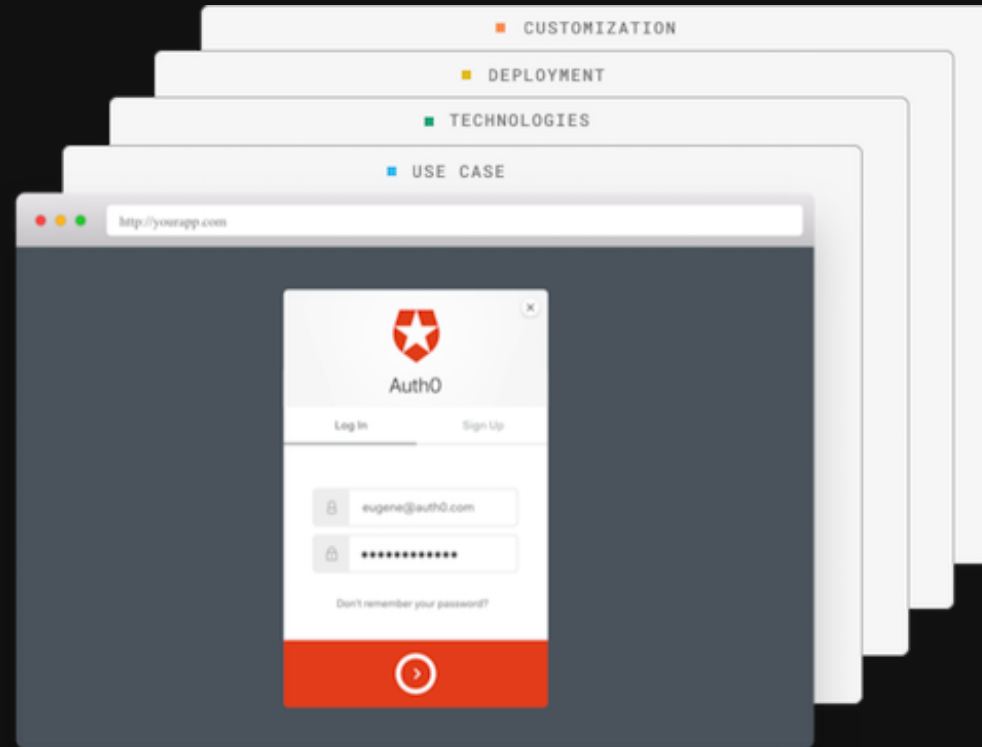 CUSTOMIZATION
DEPLOYMENT
TECHNOLOGIES
USE CASE
http://yourapp.com
Auth0
Log In Sign Up
eugene@auth0.com
************
Don't remember your password?